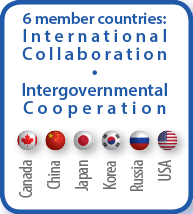 6 member countries:
International
Collaboration
•
Intergovernmental
Cooperation
Canada
China
Japan
Korea
Russia
USA